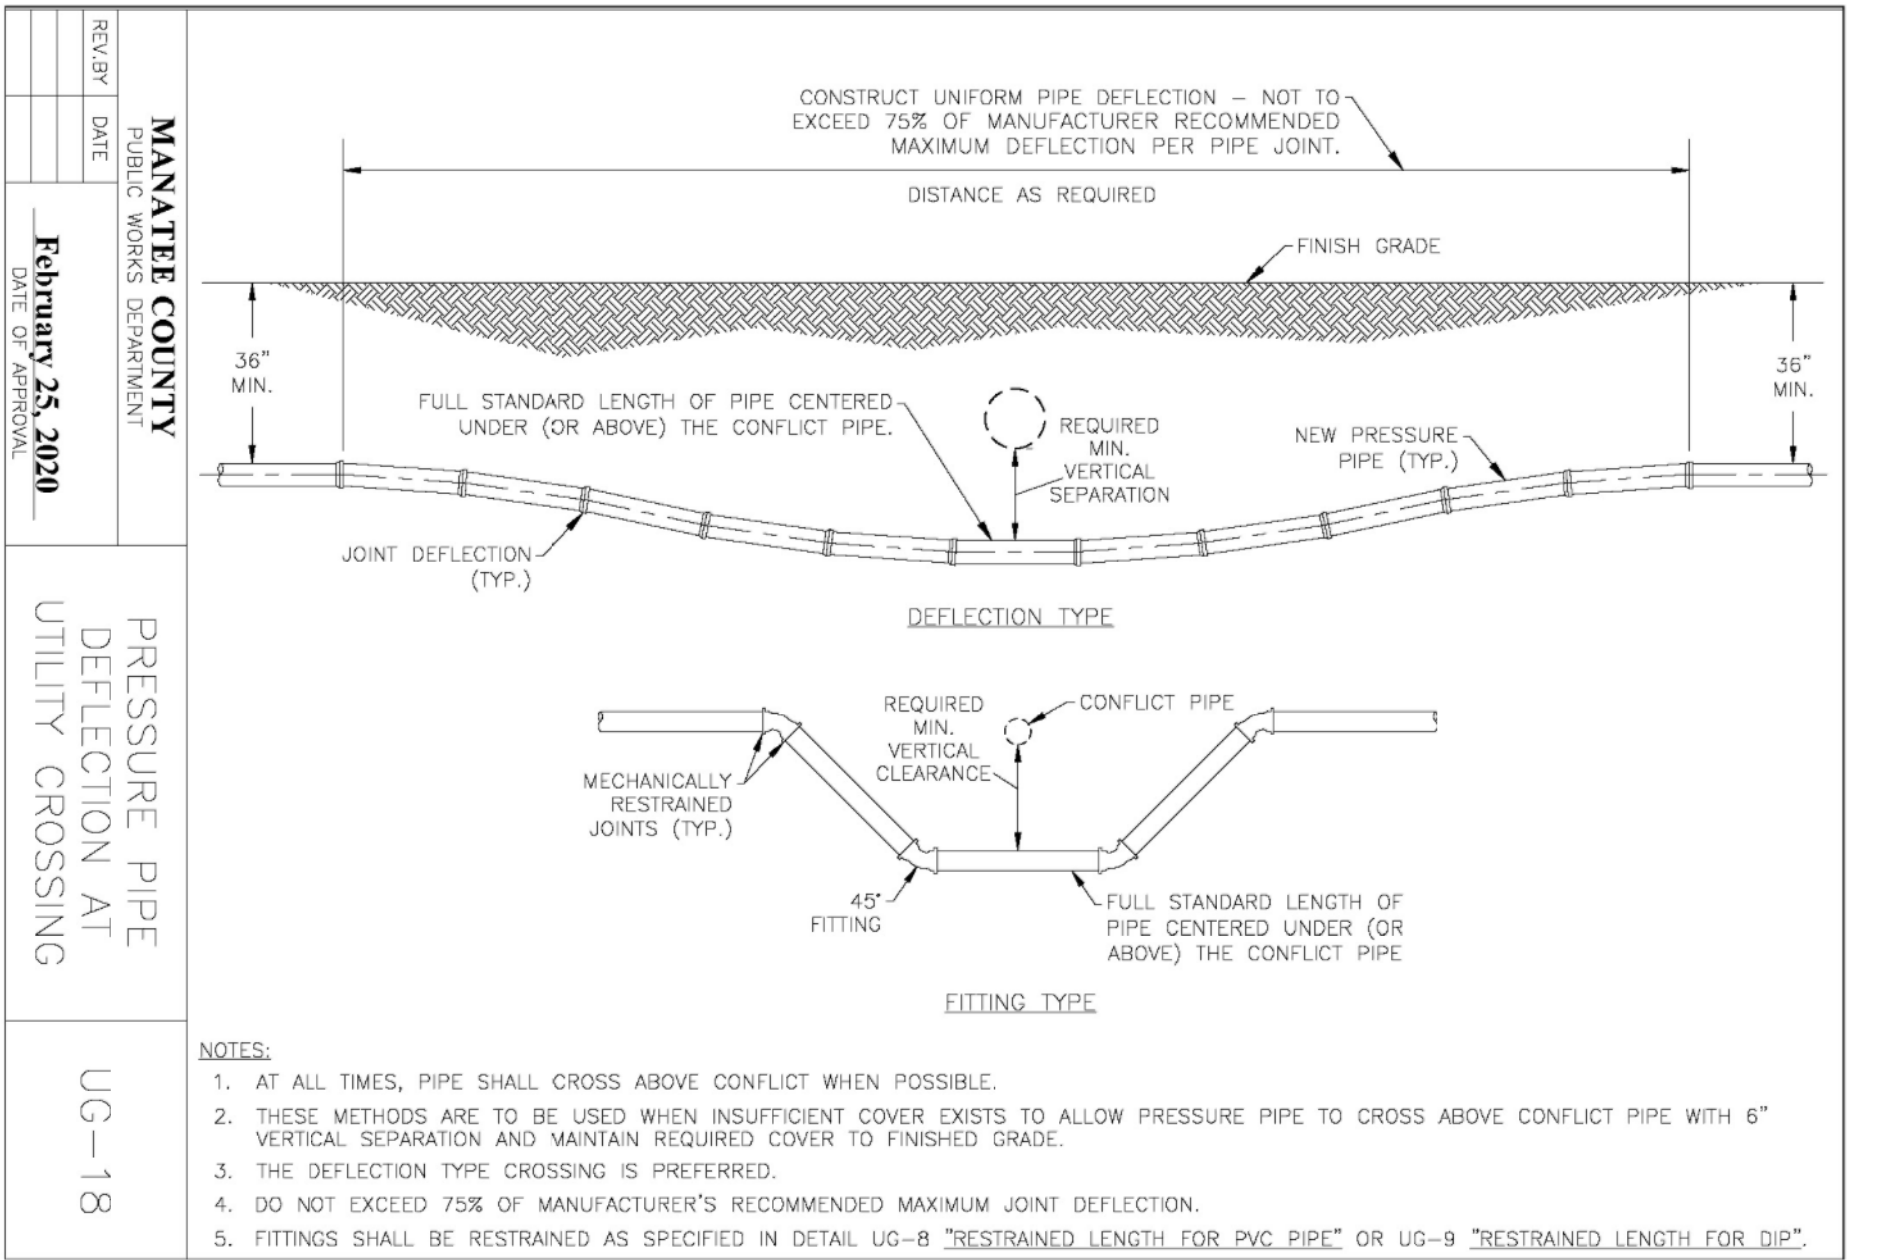 CONSTRUCT UNIFORM PIPE DEFLECTION – NOT TO
EXCEED 75% OF MANUFACTURER RECOMMENDED
MAXIMUM DEFLECTION PER PIPE JOINT.
DISTANCE AS REQUIRED
FINISH GRADE
36"
MIN.
36"
MIN.
FULL STANDARD LENGTH OF PIPE CENTERED
UNDER (OR ABOVE) THE CONFLICT PIPE.
REQUIRED
MIN.
VERTICAL
SEPARATION
NEW PRESSURE
PIPE (TYP.)
JOINT DEFLECTION
(TYP.)
DEFLECTION TYPE
REQUIRED
MIN.
VERTICAL
CLEARANCE
CONFLICT PIPE
MECHANICALLY
RESTRAINED
JOINTS (TYP.)
45°
FITTING
FULL STANDARD LENGTH OF
PIPE CENTERED UNDER (OR
ABOVE) THE CONFLICT PIPE
FITTING TYPE
NOTES:
1. AT ALL TIMES, PIPE SHALL CROSS ABOVE CONFLICT WHEN POSSIBLE.
2. THESE METHODS ARE TO BE USED WHEN INSUFFICIENT COVER EXISTS TO ALLOW PRESSURE PIPE TO CROSS ABOVE CONFLICT PIPE WITH 6"
VERTICAL SEPARATION AND MAINTAIN REQUIRED COVER TO FINISHED GRADE.
3. THE DEFLECTION TYPE CROSSING IS PREFERRED.
4. DO NOT EXCEED 75% OF MANUFACTURER'S RECOMMENDED MAXIMUM JOINT DEFLECTION.
5. FITTINGS SHALL BE RESTRAINED AS SPECIFIED IN DETAIL UG-8 "RESTRAINED LENGTH FOR PVC PIPE" OR UG-9 "RESTRAINED LENGTH FOR DIP".
MANATEE COUNTY
PUBLIC WORKS DEPARTMENT
REV.BY
DATE
February 25, 2020
DATE OF APPROVAL
PRESSURE PIPE
DEFLECTION AT
UTILITY CROSSING
UG-18